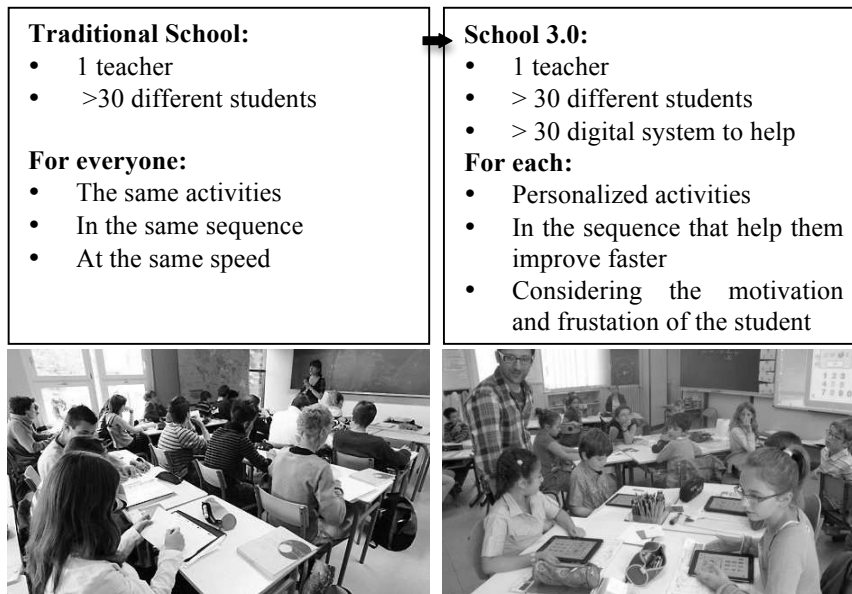 Traditional School:
• 1 teacher
• >30 different students
For everyone:
• The same activities
• In the same sequence
• At the same speed
School 3.0:
• 1 teacher
• > 30 different students
• > 30 digital system to help
For each:
• Personalized activities
• In the sequence that help them
improve faster
• Considering the motivation
and frustation of the student